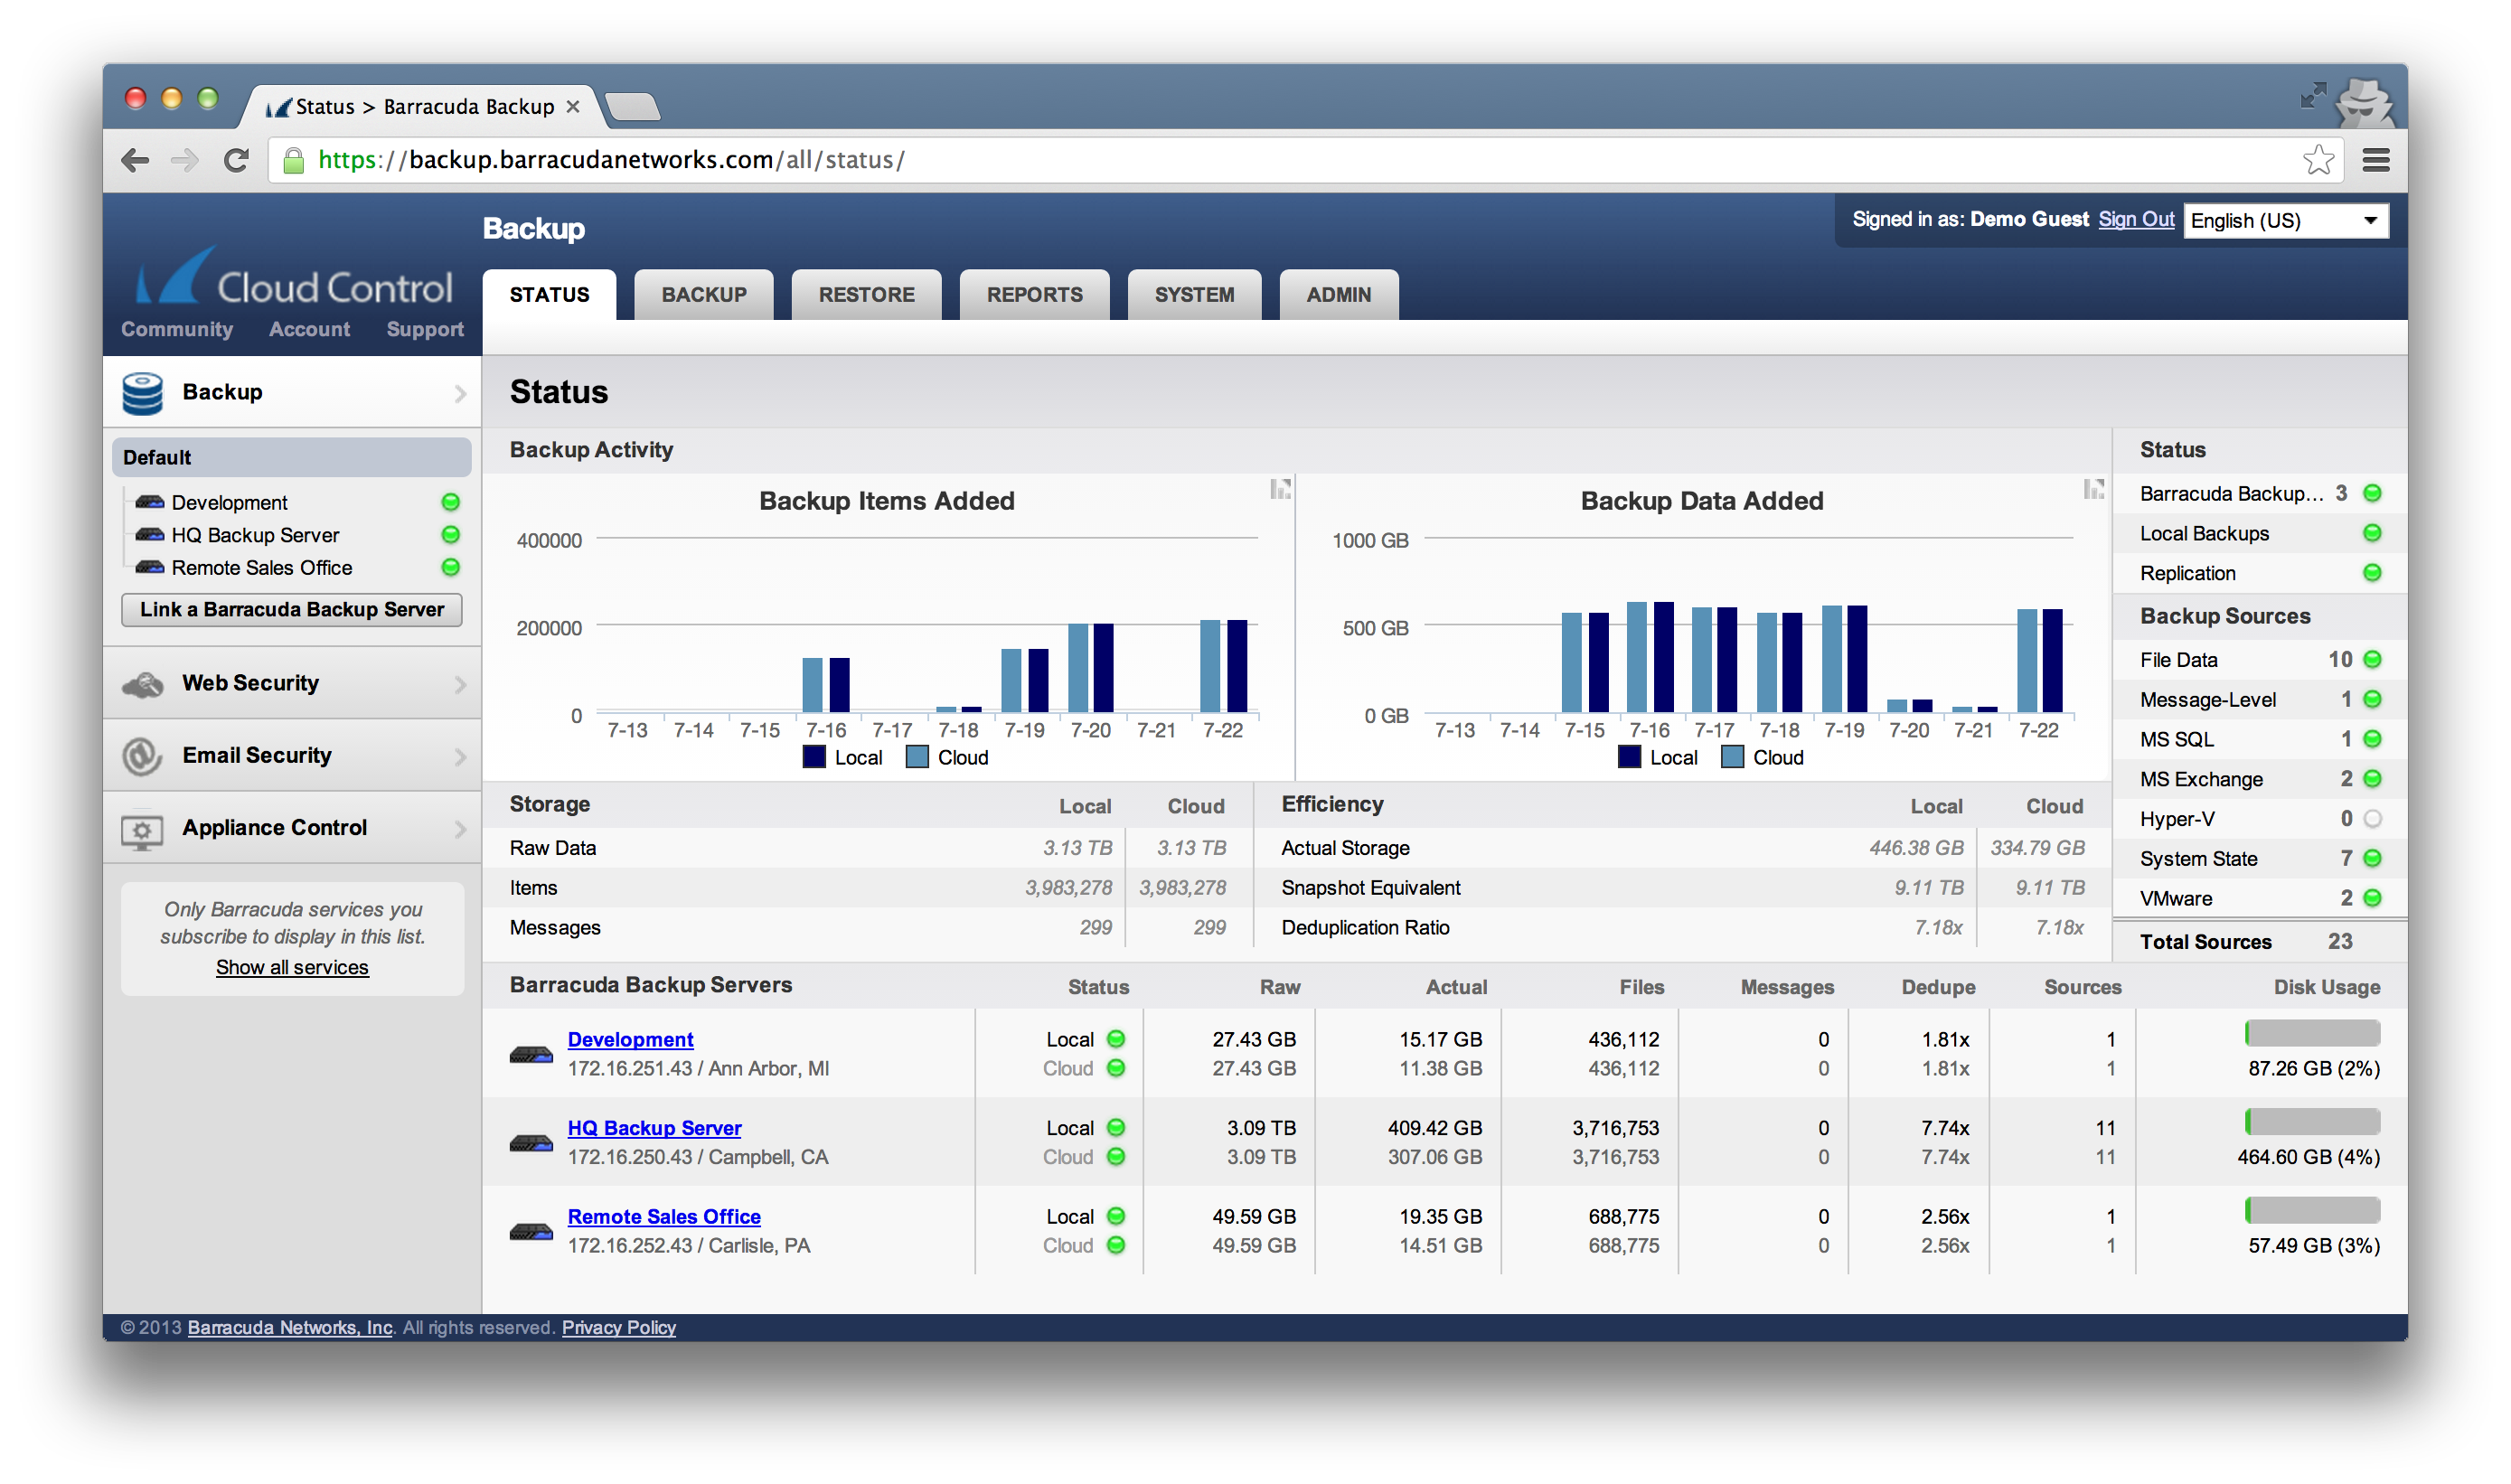 Status > Barracuda Backup ×
https://backup.barracudanetworks.com/all/status/
Backup
Signed in as: Demo Guest Sign Out English (US)
Cloud Control
Community Account Support
STATUS BACKUP RESTORE REPORTS SYSTEM ADMIN
Backup
Default
Development
HQ Backup Server
Remote Sales Office
Link a Barracuda Backup Server
Web Security
Email Security
Appliance Control
Only Barracuda services you
subscribe to display in this list.
Show all services
Status
Backup Activity
Backup Items Added
400000
200000
0
7-13 7-14 7-15 7-16 7-17 7-18 7-19 7-20 7-21 7-22
Local Cloud
Backup Data Added
1000 GB
500 GB
0 GB
7-13 7-14 7-15 7-16 7-17 7-18 7-19 7-20 7-21 7-22
Local Cloud
Status
Barracuda Backup... 3
Local Backups
Replication
Backup Sources
File Data 10
Message-Level 1
MS SQL 1
MS Exchange 2
Hyper-V 0
System State 7
VMware 2
Total Sources 23
Storage Local Cloud
Raw Data 3.13 TB 3.13 TB
Items 3,983,278 3,983,278
Messages 299 299
Efficiency Local Cloud
Actual Storage 446.38 GB 334.79 GB
Snapshot Equivalent 9.11 TB 9.11 TB
Deduplication Ratio 7.18x 7.18x
Barracuda Backup Servers Status Raw Actual Files Messages Dedupe Sources Disk Usage
Development Local 27.43 GB 15.17 GB 436,112 0 1.81x 1
172.16.251.43 / Ann Arbor, MI Cloud 27.43 GB 11.38 GB 436,112 0 1.81x 1 87.26 GB (2%)
HQ Backup Server Local 3.09 TB 409.42 GB 3,716,753 0 7.74x 11
172.16.250.43 / Campbell, CA Cloud 3.09 TB 307.06 GB 3,716,753 0 7.74x 11 464.60 GB (4%)
Remote Sales Office Local 49.59 GB 19.35 GB 688,775 0 2.56x 1
172.16.252.43 / Carlisle, PA Cloud 49.59 GB 14.51 GB 688,775 0 2.56x 1 57.49 GB (3%)
© 2013 Barracuda Networks, Inc. All rights reserved. Privacy Policy